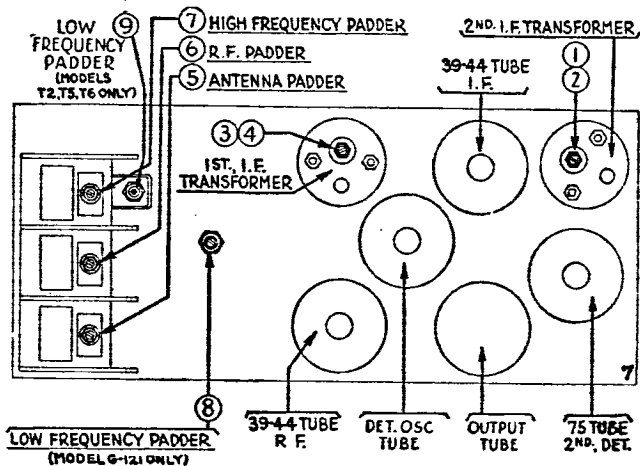 LOW
FREQUENCY
PADDER
(MODELS
T2, T5, T6 ONLY)
9
7 HIGH FREQUENCY PADDER
6 R.F. PADDER
5 ANTENNA PADDER
2ND. I.F. TRANSFORMER
1
2
39-44 TUBE
I.F.
3 4
1ST., I.F.
TRANSFORMER
7
8
LOW FREQUENCY PADDER
(MODEL G-121 ONLY)
39-44 TUBE
R F.
DET. OSC
TUBE
OUTPUT
TUBE
75 TUBE
2ND. DET.